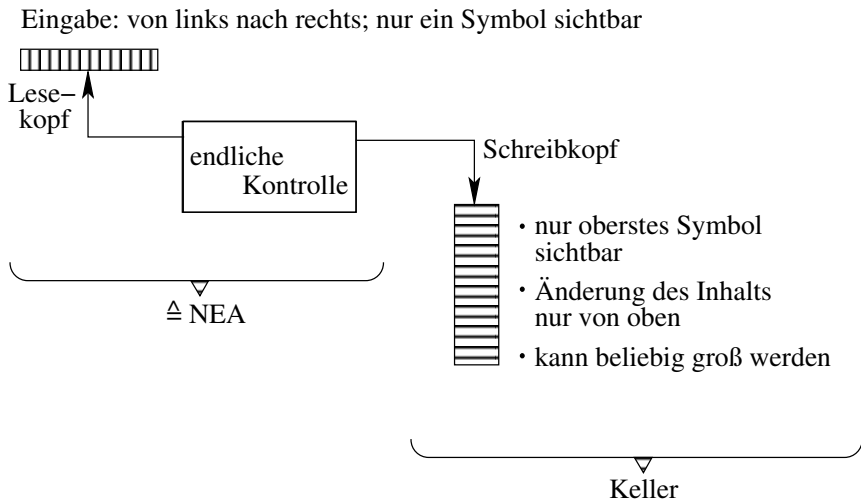 Eingabe: von links nach rechts; nur ein Symbol sichtbar
Lese–
kopf
endliche
Kontrolle
Schreibkopf
· nur oberstes Symbol
sichtbar
· Änderung des Inhalts
nur von oben
· kann beliebig groß werden
≙ NEA
Keller